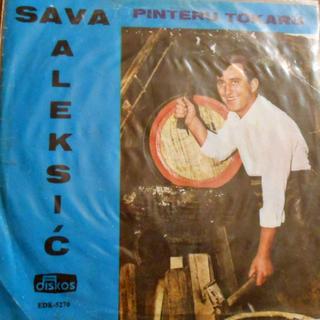 SAVA
PINTERU TOKARU
ALEKSIĆ
diskos
EDK-5270